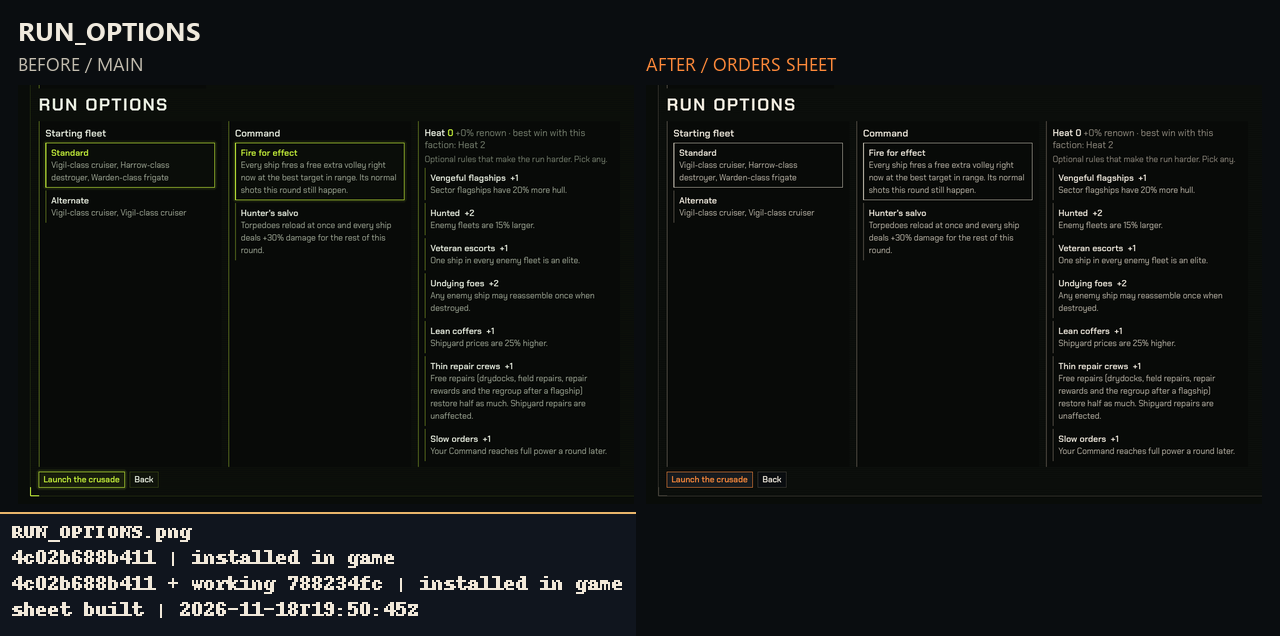 RUN_OPTIONS
BEFORE / MAIN
RUN OPTIONS
Starting fleet
Standard
Vigil-class cruiser, Harrow-class
destroyer, Warden-class frigate
Alternate
Vigil-class cruiser, Vigil-class cruiser
Command
Fire for effect
Every ship fires a free extra volley right
now at the best target in range. Its normal
shots this round still happen.
Hunter's salvo
Torpedoes reload at once and every ship
deals +30% damage for the rest of this
round.
Heat 0 +0% renown · best win with this
faction: Heat 2
Optional rules that make the run harder. Pick any.
Vengeful flagships +1
Sector flagships have 20% more hull.
Hunted +2
Enemy fleets are 15% larger.
Veteran escorts +1
One ship in every enemy fleet is an elite.
Undying foes +2
Any enemy ship may reassemble once when
destroyed.
Lean coffers +1
Shipyard prices are 25% higher.
Thin repair crews +1
Free repairs (drydocks, field repairs, repair
rewards and the regroup after a flagship)
restore half as much. Shipyard repairs are
unaffected.
Slow orders +1
Your Command reaches full power a round later.
Launch the crusade
Back
AFTER / ORDERS SHEET
RUN OPTIONS
Starting fleet
Standard
Vigil-class cruiser, Harrow-class
destroyer, Warden-class frigate
Alternate
Vigil-class cruiser, Vigil-class cruiser
Command
Fire for effect
Every ship fires a free extra volley right
now at the best target in range. Its normal
shots this round still happen.
Hunter's salvo
Torpedoes reload at once and every ship
deals +30% damage for the rest of this
round.
Heat 0 +0% renown · best win with this
faction: Heat 2
Optional rules that make the run harder. Pick any.
Vengeful flagships +1
Sector flagships have 20% more hull.
Hunted +2
Enemy fleets are 15% larger.
Veteran escorts +1
One ship in every enemy fleet is an elite.
Undying foes +2
Any enemy ship may reassemble once when
destroyed.
Lean coffers +1
Shipyard prices are 25% higher.
Thin repair crews +1
Free repairs (drydocks, field repairs, repair
rewards and the regroup after a flagship)
restore half as much. Shipyard repairs are
unaffected.
Slow orders +1
Your Command reaches full power a round later.
Launch the crusade
Back
RUN_OPTIONS.png
4c02b688b411 | installed in game
4c02b688b411 + working 788234fc | installed in game
sheet built | 2026-11-18T19:50:45Z